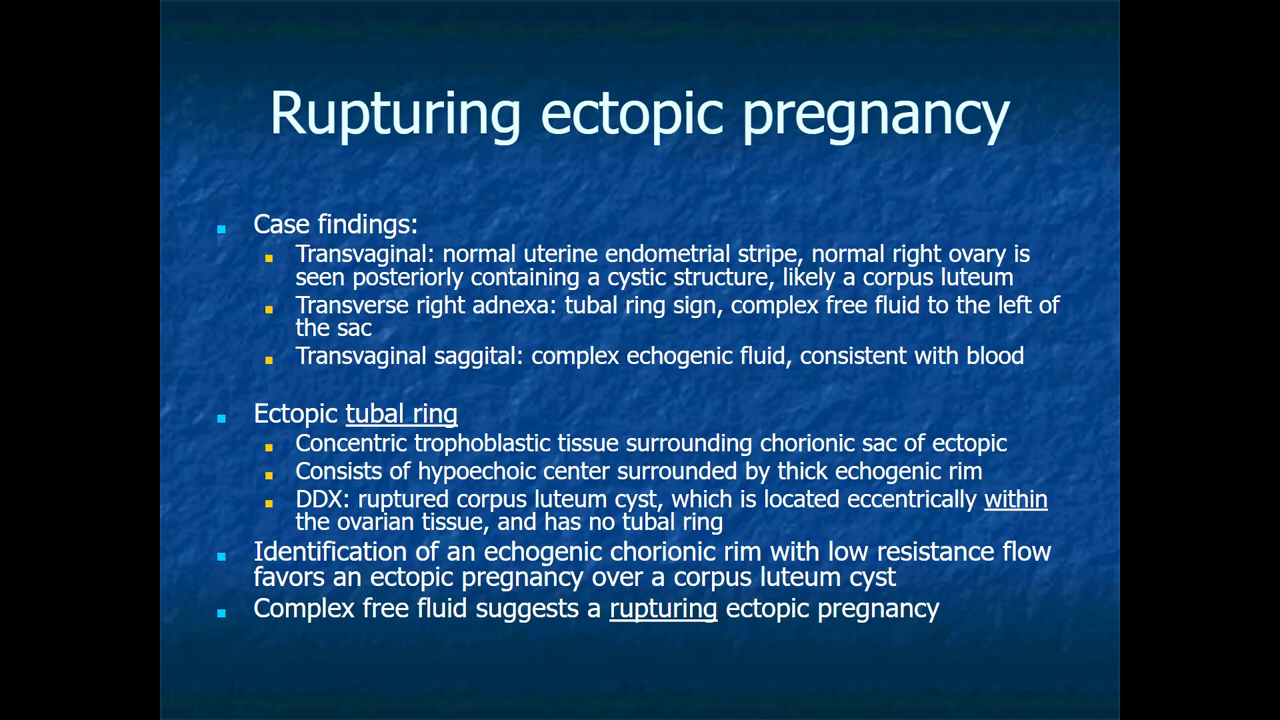 Rupturing ectopic pregnancy
Case findings:
Transvaginal: normal uterine endometrial stripe, normal right ovary is
seen posteriorly containing a cystic structure, likely a corpus luteum
Transverse right adnexa: tubal ring sign, complex free fluid to the left of
the sac
Transvaginal saggital: complex echogenic fluid, consistent with blood
Ectopic tubal ring
Concentric trophoblastic tissue surrounding chorionic sac of ectopic
Consists of hypoechoic center surrounded by thick echogenic rim
DDX: ruptured corpus luteum cyst, which is located eccentrically within
the ovarian tissue, and has no tubal ring
Identification of an echogenic chorionic rim with low resistance flow
favors an ectopic pregnancy over a corpus luteum cyst
Complex free fluid suggests a rupturing ectopic pregnancy